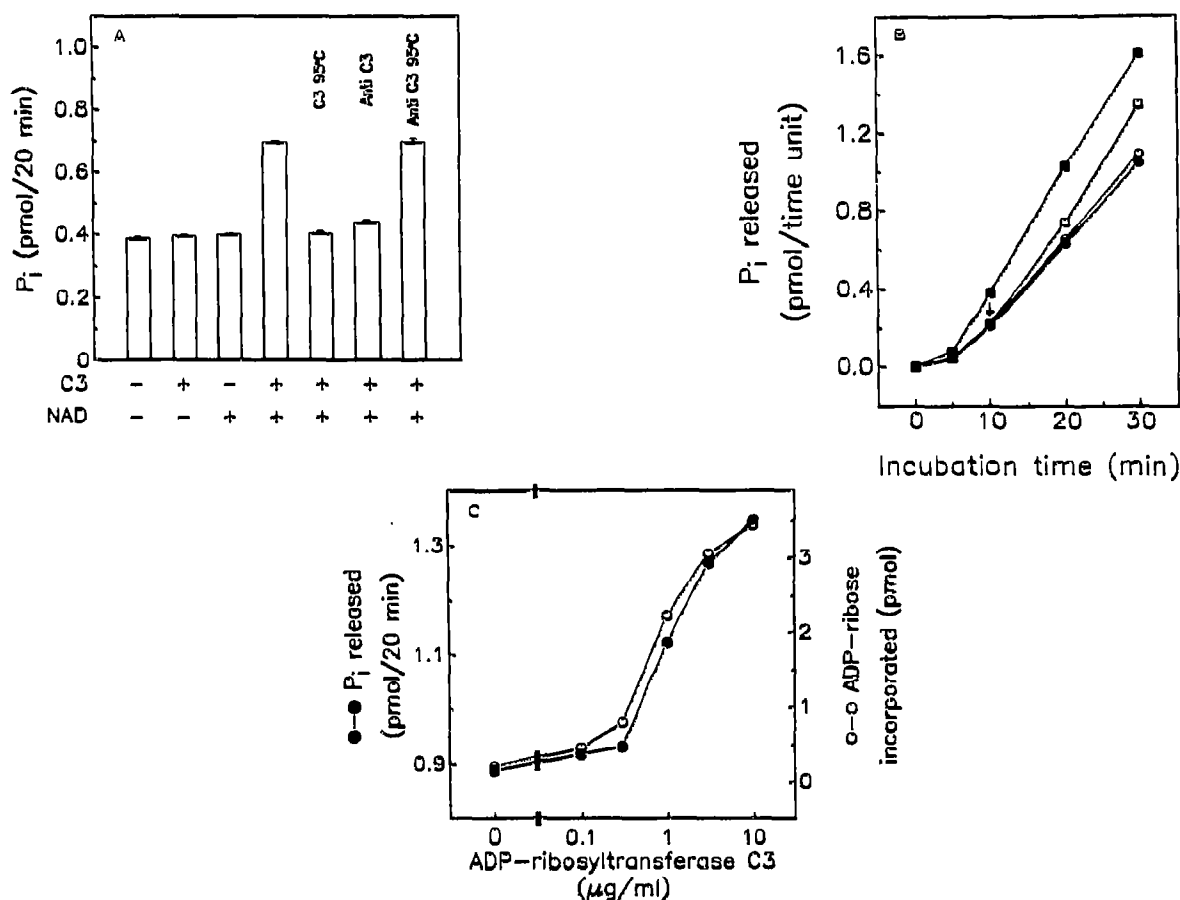 A
1.0
0.8
0.6
0.4
0.2
0
Pi (pmol/20 min)
C3 95°C
Anti C3
Anti C3 95°C
C3 - + - + + + +
NAD - - + + + + +
B
1.6
1.2
0.8
0.4
0.0
Pi released
(pmol/time unit)
0 10 20 30
Incubation time (min)
C
1.3
1.1
0.9
●-● Pi released
(pmol/20 min)
3
2
1
0
o-o ADP-ribose
incorporated (pmol)
0 0.1 1 10
ADP-ribosyltransferase C3
(µg/ml)